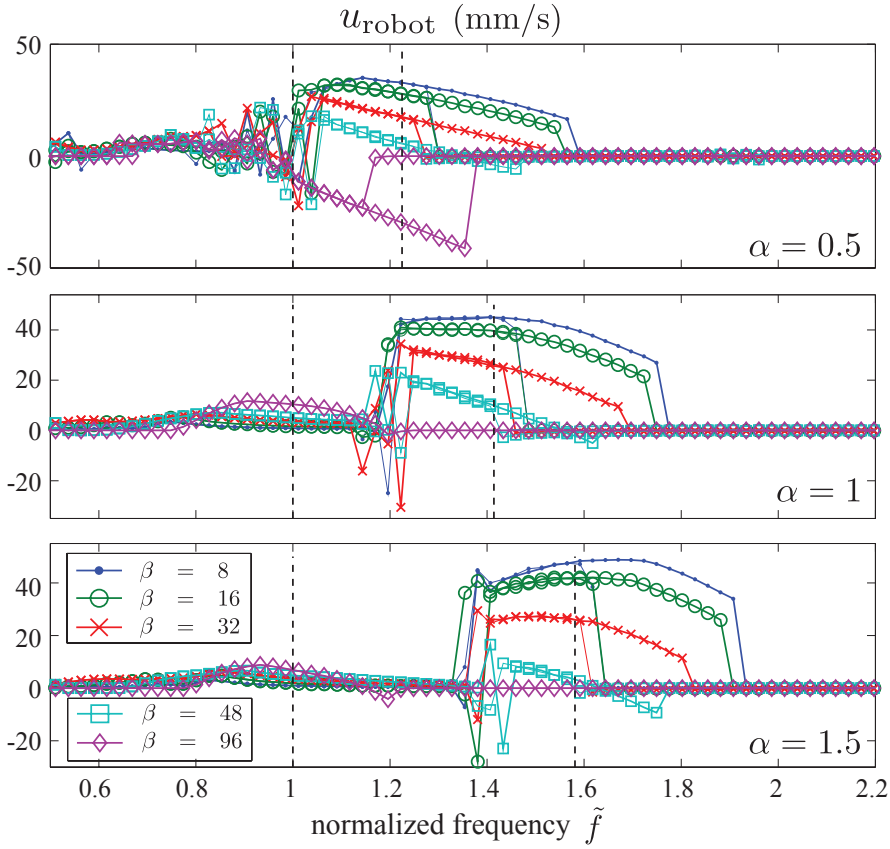 u_robot (mm/s)
50
0
-50
α = 0.5
40
20
0
-20
α = 1
40
20
0
-20
β = 8
β = 16
β = 32
β = 48
β = 96
α = 1.5
0.6 0.8 1 1.2 1.4 1.6 1.8 2 2.2
normalized frequency f̃